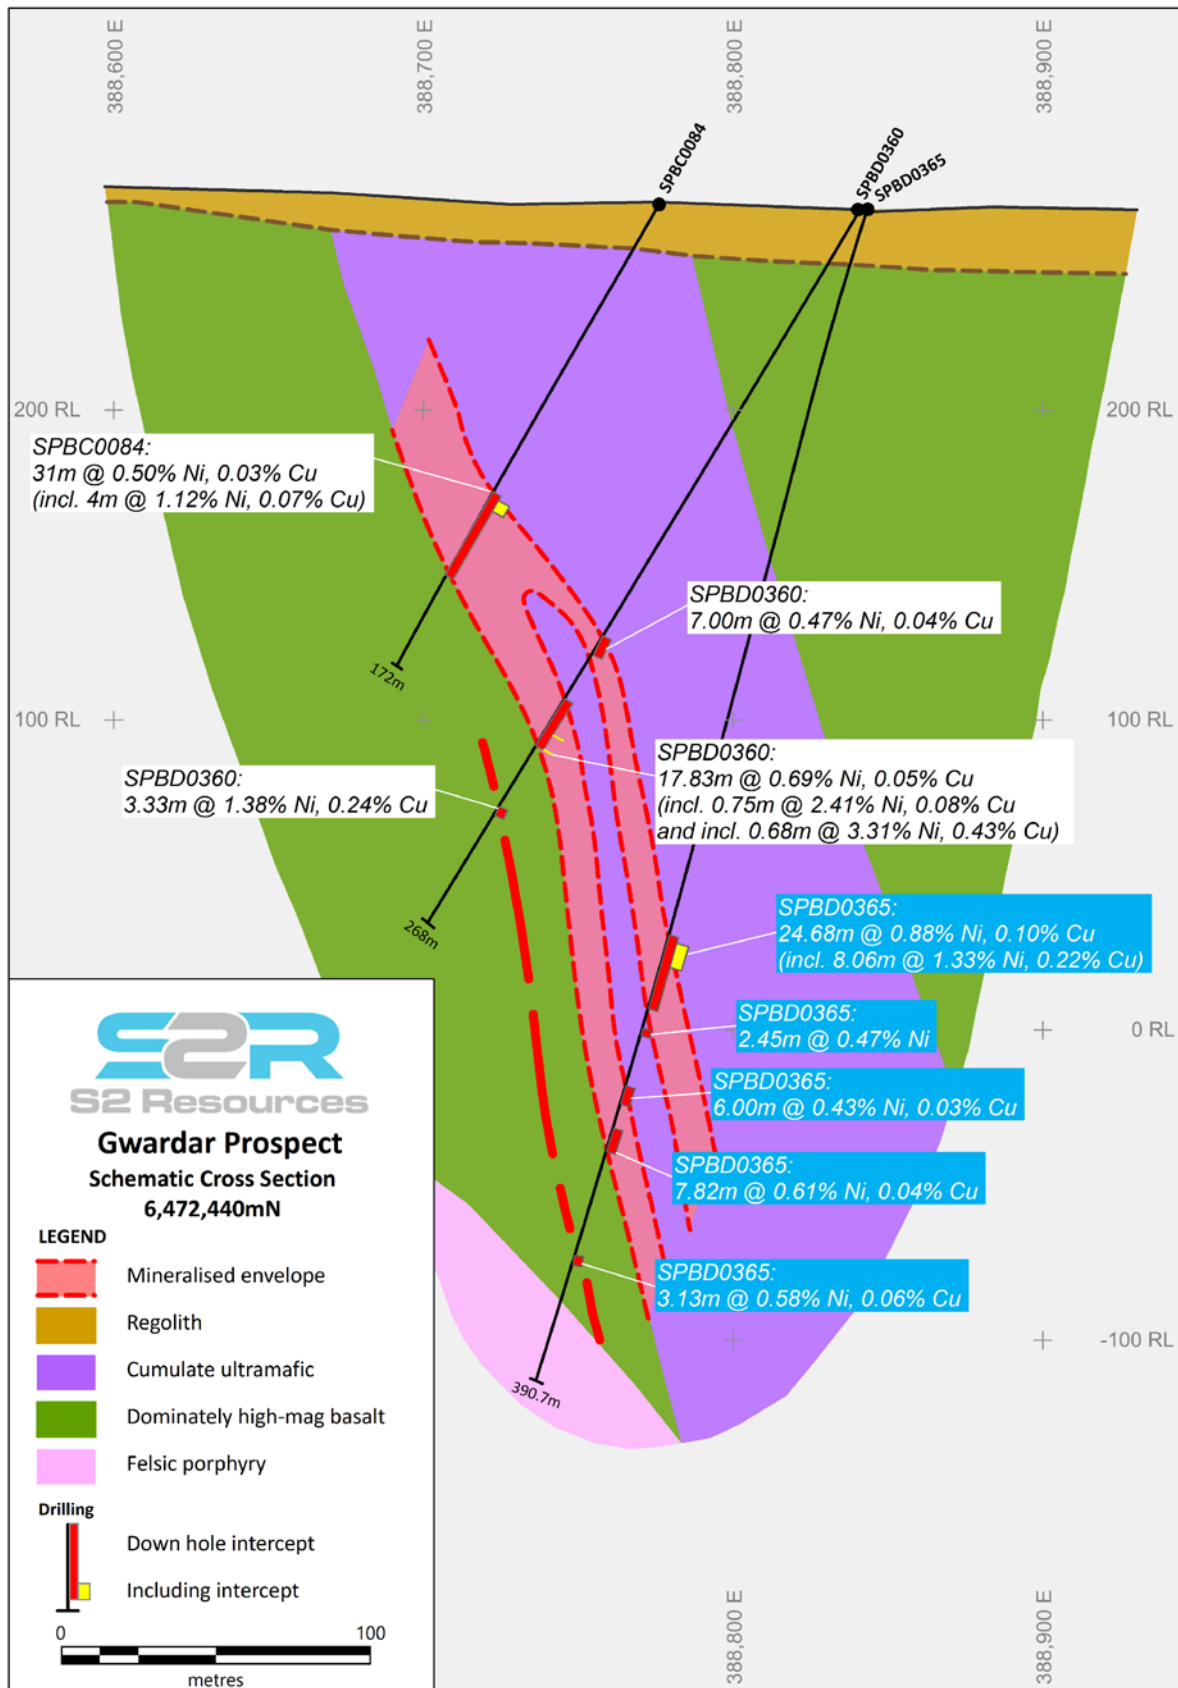 388,600 E
388,700 E
388,800 E
388,900 E
SPBC0084
SPBD0360
SPBD0365
200 RL
200 RL
SPBC0084:
31m @ 0.50% Ni, 0.03% Cu
(incl. 4m @ 1.12% Ni, 0.07% Cu)
SPBD0360:
7.00m @ 0.47% Ni, 0.04% Cu
172m
100 RL
100 RL
SPBD0360:
17.83m @ 0.69% Ni, 0.05% Cu
(incl. 0.75m @ 2.41% Ni, 0.08% Cu
and incl. 0.68m @ 3.31% Ni, 0.43% Cu)
SPBD0360:
3.33m @ 1.38% Ni, 0.24% Cu
268m
SPBD0365:
24.68m @ 0.88% Ni, 0.10% Cu
(incl. 8.06m @ 1.33% Ni, 0.22% Cu)
SPBD0365:
2.45m @ 0.47% Ni
0 RL
SPBD0365:
6.00m @ 0.43% Ni, 0.03% Cu
SPBD0365:
7.82m @ 0.61% Ni, 0.04% Cu
SPBD0365:
3.13m @ 0.58% Ni, 0.06% Cu
-100 RL
390.7m
S2R
S2 Resources
Gwardar Prospect
Schematic Cross Section
6,472,440mN
LEGEND
Mineralised envelope
Regolith
Cumulate ultramafic
Dominately high-mag basalt
Felsic porphyry
Drilling
Down hole intercept
Including intercept
0
100
metres
388,800 E
388,900 E